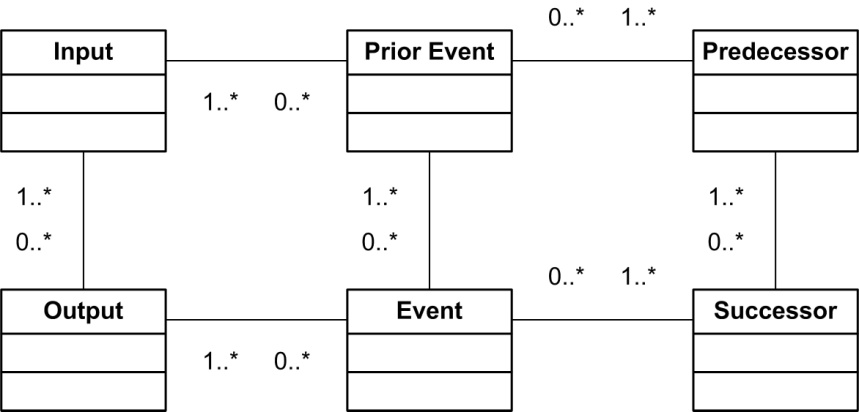 0..* 1..*
Input Prior Event Predecessor
1..* 0..*
1..* 1..* 1..*
0..* 0..* 0..*
0..* 1..*
Output Event Successor
1..* 0..*